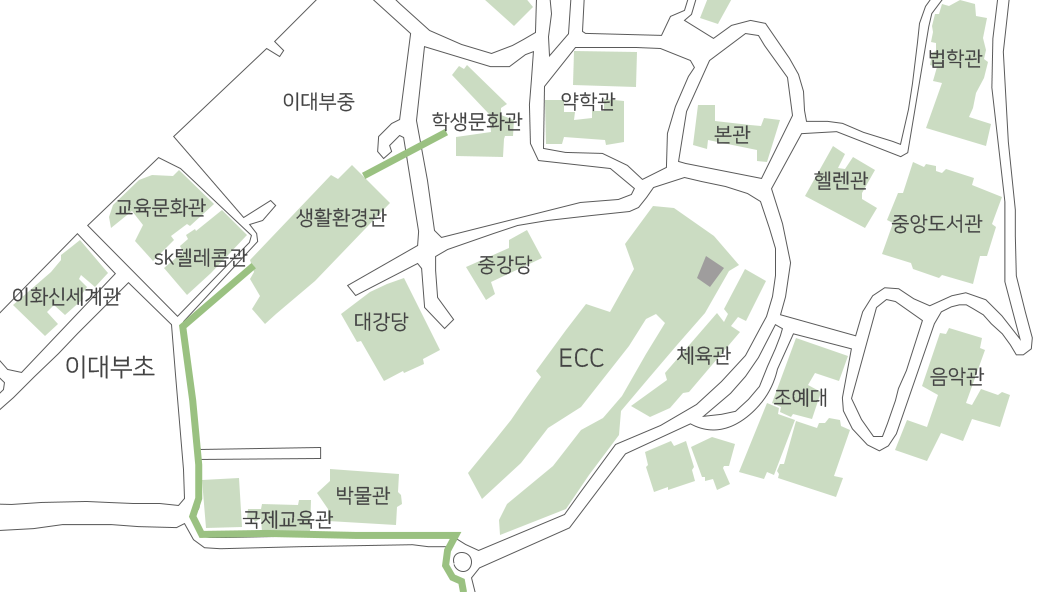 법학관
이대부중
약학관
학생문화관
본관
헬렌관
교육문화관
생활환경관
중앙도서관
sk텔레콤관
중강당
이화신세계관
대강당
ECC
체육관
이대부초
음악관
조예대
박물관
국제교육관